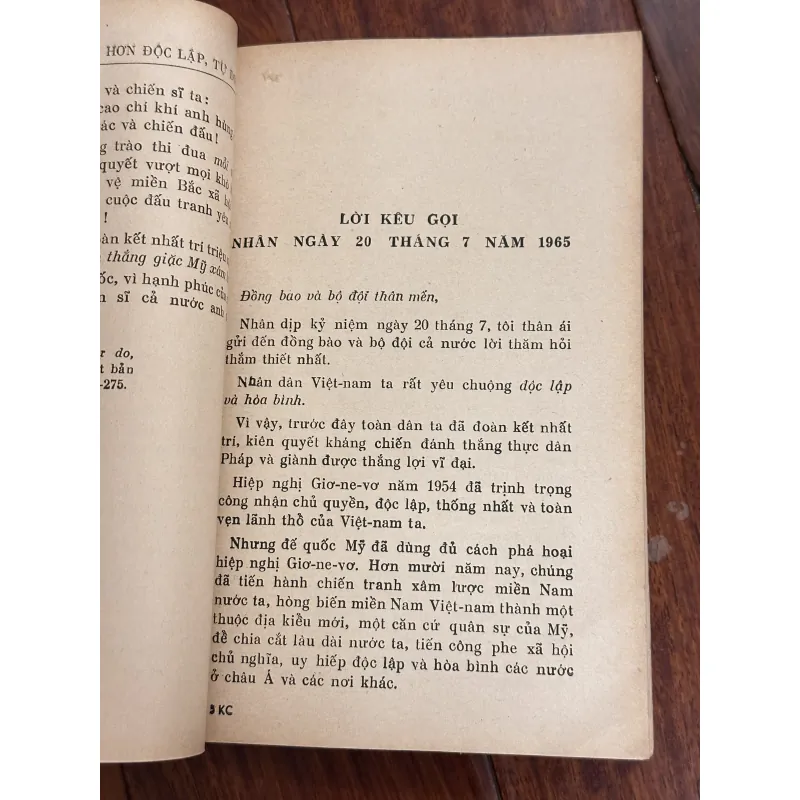 HƠN ĐỘC LẬP, TỰ
và chiến sĩ ta:
cao chí khí anh hùng
ác và chiến đấu!
g trào thi đua mỗi
quyết vượt mọi khó
vệ miền Bắc xã
cuộc đấu tranh yêu
!
àn kết nhất trí triệu
thắng giặc Mỹ xâm
ốc, vì hạnh phúc của
n sĩ cả nước anh
r do,
t bản
-275.
LỜI KÊU GỌI
NHÂN NGÀY 20 THÁNG 7 NĂM 1965
Đồng bao và bộ đội thân mến,
Nhân dịp kỷ niệm ngày 20 tháng 7, tôi thân ái
gửi đến đồng bào và bộ đội cả nước lời thăm hỏi
thắm thiết nhất.
Nhân dân Việt-nam ta rất yêu chuộng độc lập
và hòa bình.
Vì vậy, trước đây toàn dân ta đã đoàn kết nhất
trí, kiên quyết kháng chiến đánh thắng thực dân
Pháp và giành được thắng lợi vĩ đại.
Hiệp nghị Giơ-ne-vơ năm 1954 đã trịnh trọng
công nhận chủ quyền, độc lập, thống nhất và toàn
vẹn lãnh thổ của Việt-nam ta.
Nhưng đế quốc Mỹ đã dùng đủ cách phá hoại
hiệp nghị Giơ-ne-vơ. Hơn mười năm nay, chúng
đã tiến hành chiến tranh xâm lược miền Nam
nước ta, hòng biến miền Nam Việt-nam thành một
thuộc địa kiểu mới, một căn cứ quân sự của Mỹ,
để chia cắt lâu dài nước ta, tiến công phe xã hội
chủ nghĩa, uy hiếp độc lập và hòa bình các nước
ở châu Á và các nơi khác.
3 KC